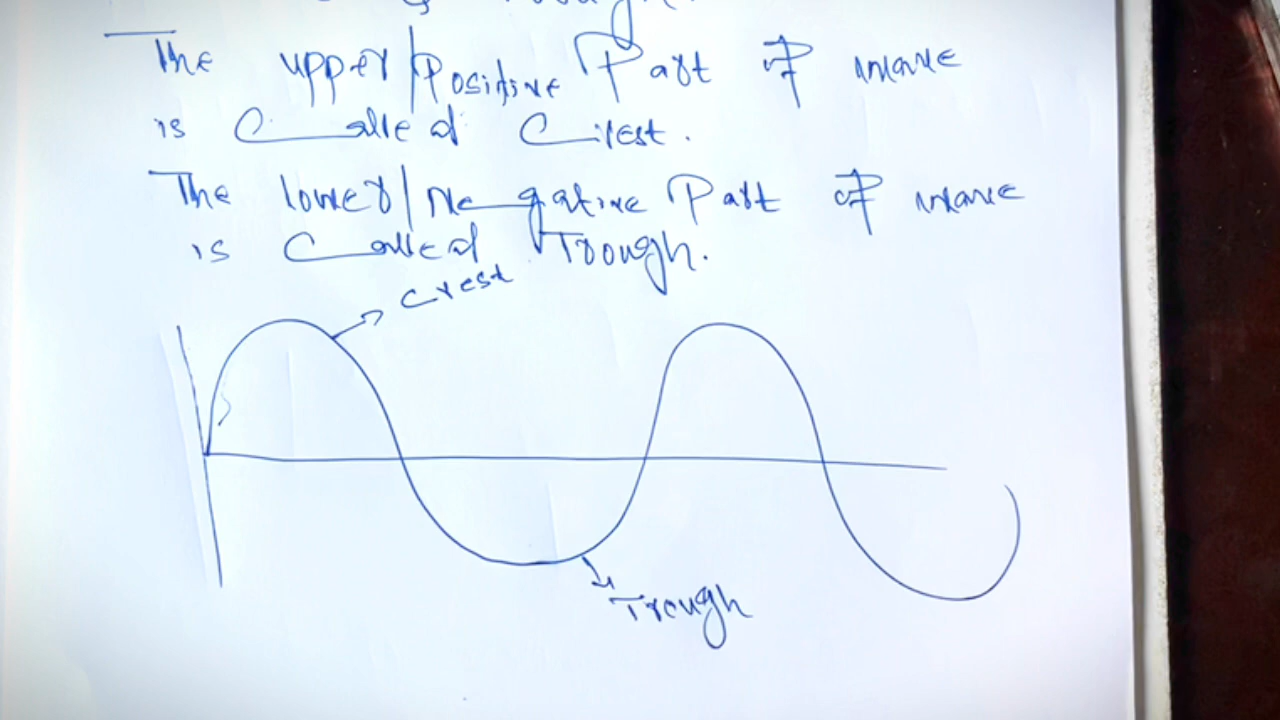 Trough.
The upper/Positive Part of wave
is Called Crest.
The lower/Negative Part of wave
is Called Trough.
Crest
Trough